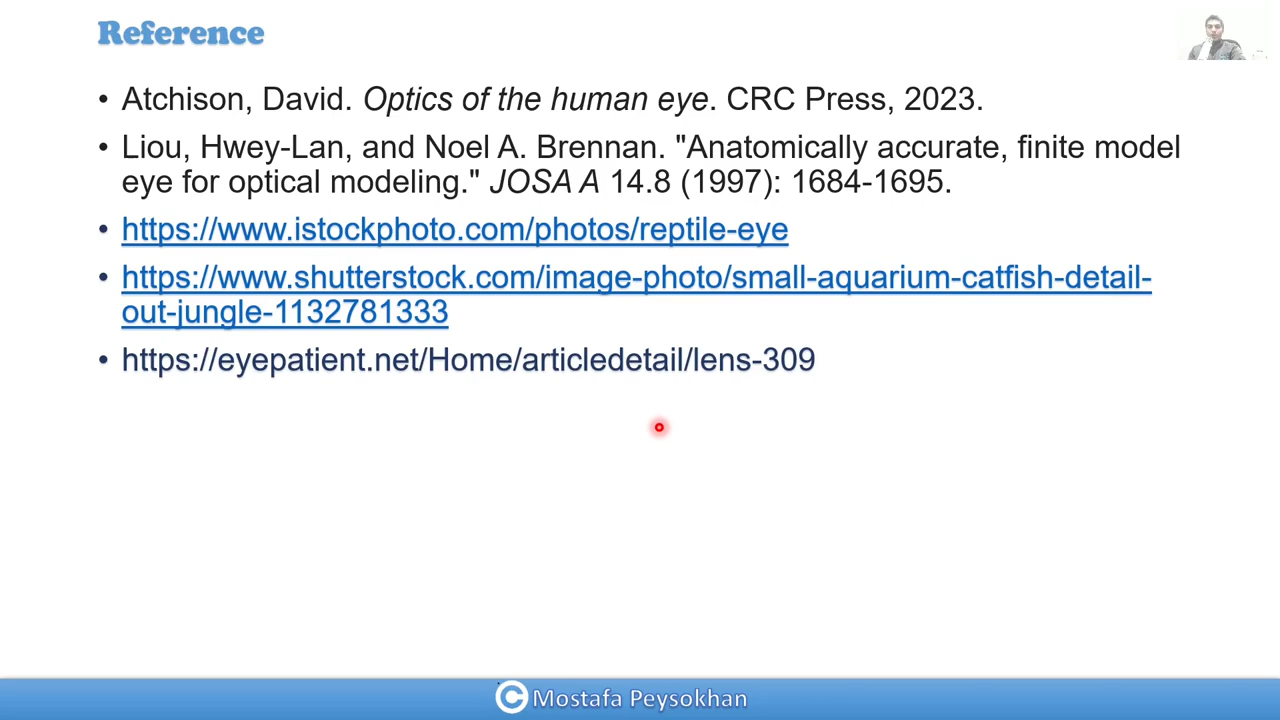 Reference
• Atchison, David. Optics of the human eye. CRC Press, 2023.
• Liou, Hwey-Lan, and Noel A. Brennan. "Anatomically accurate, finite model
eye for optical modeling." JOSA A 14.8 (1997): 1684-1695.
• https://www.istockphoto.com/photos/reptile-eye
• https://www.shutterstock.com/image-photo/small-aquarium-catfish-detail-
out-jungle-1132781333
• https://eyepatient.net/Home/articledetail/lens-309
© Mostafa Peysokhan